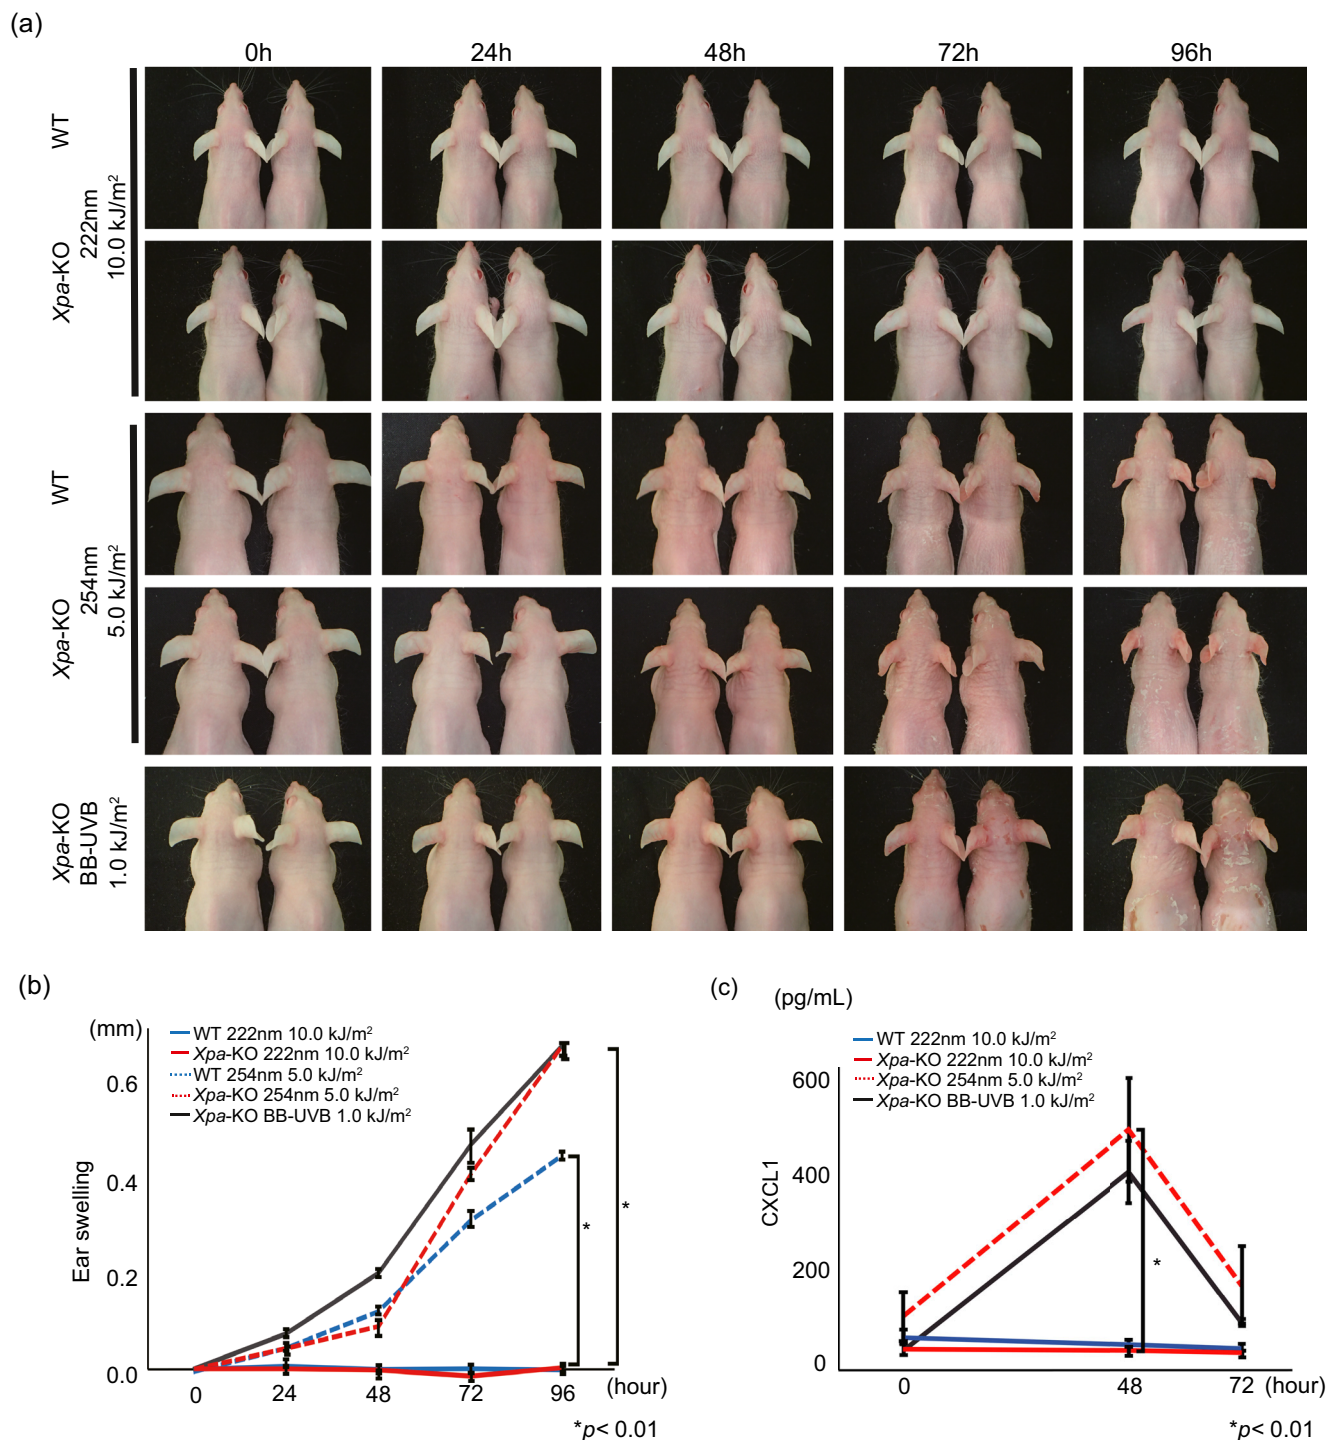 (a)
0h 24h 48h 72h 96h
WT
Xpa-KO
222nm
10.0 kJ/m²
WT
Xpa-KO
254nm
5.0 kJ/m²
Xpa-KO
BB-UVB
1.0 kJ/m²
(b)
(mm)
WT 222nm 10.0 kJ/m²
Xpa-KO 222nm 10.0 kJ/m²
WT 254nm 5.0 kJ/m²
Xpa-KO 254nm 5.0 kJ/m²
Xpa-KO BB-UVB 1.0 kJ/m²
Ear swelling
0.6
0.4
0.2
0.0
*
*
0 24 48 72 96 (hour)
*p< 0.01
(c)
(pg/mL)
WT 222nm 10.0 kJ/m²
Xpa-KO 222nm 10.0 kJ/m²
Xpa-KO 254nm 5.0 kJ/m²
Xpa-KO BB-UVB 1.0 kJ/m²
CXCL1
600
400
200
0
*
0 48 72 (hour)
*p< 0.01